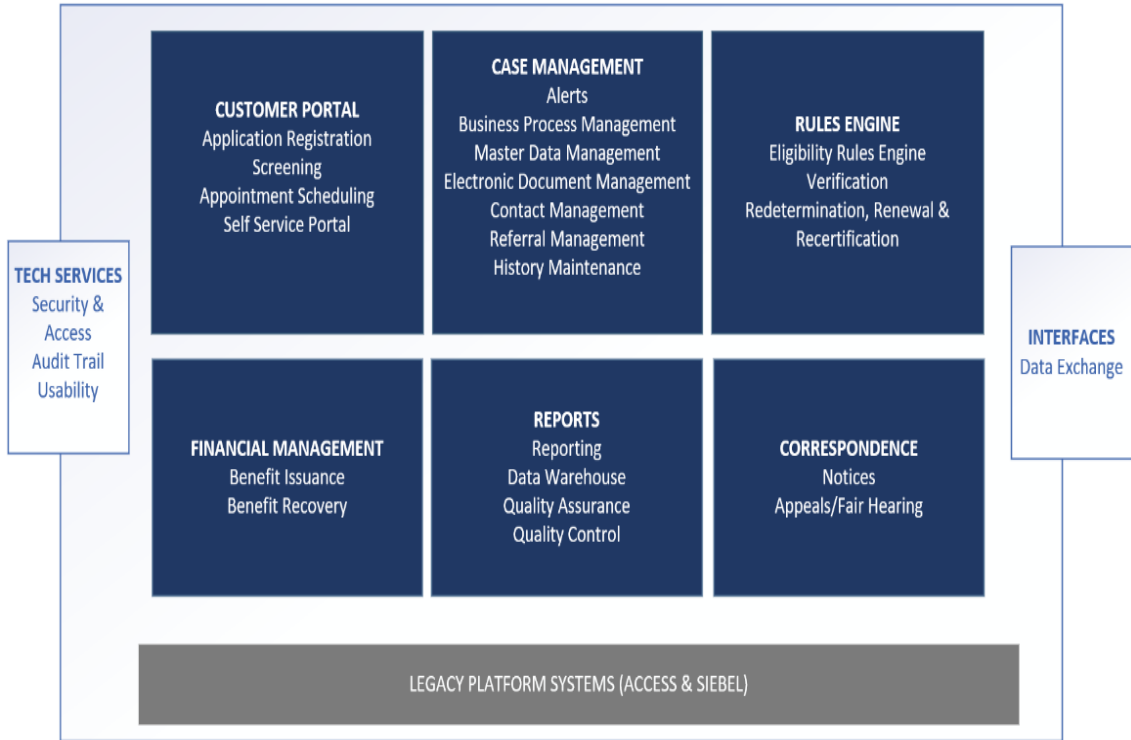 CUSTOMER PORTAL
Application Registration
Screening
Appointment Scheduling
Self Service Portal
CASE MANAGEMENT
Alerts
Business Process Management
Master Data Management
Electronic Document Management
Contact Management
Referral Management
History Maintenance
RULES ENGINE
Eligibility Rules Engine
Verification
Redetermination, Renewal &
Recertification
TECH SERVICES
Security &
Access
Audit Trail
Usability
INTERFACES
Data Exchange
FINANCIAL MANAGEMENT
Benefit Issuance
Benefit Recovery
REPORTS
Reporting
Data Warehouse
Quality Assurance
Quality Control
CORRESPONDENCE
Notices
Appeals/Fair Hearing
LEGACY PLATFORM SYSTEMS (ACCESS & SIEBEL)